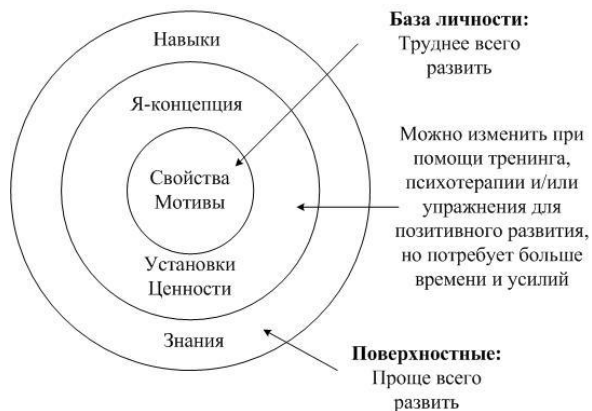 Навыки
Я-концепция
Свойства
Мотивы
Установки
Ценности
Знания
База личности:
Труднее всего
развить
Можно изменить при
помощи тренинга,
психотерапии и/или
упражнения для
позитивного развития,
но потребует больше
времени и усилий
Поверхностные:
Проще всего
развить